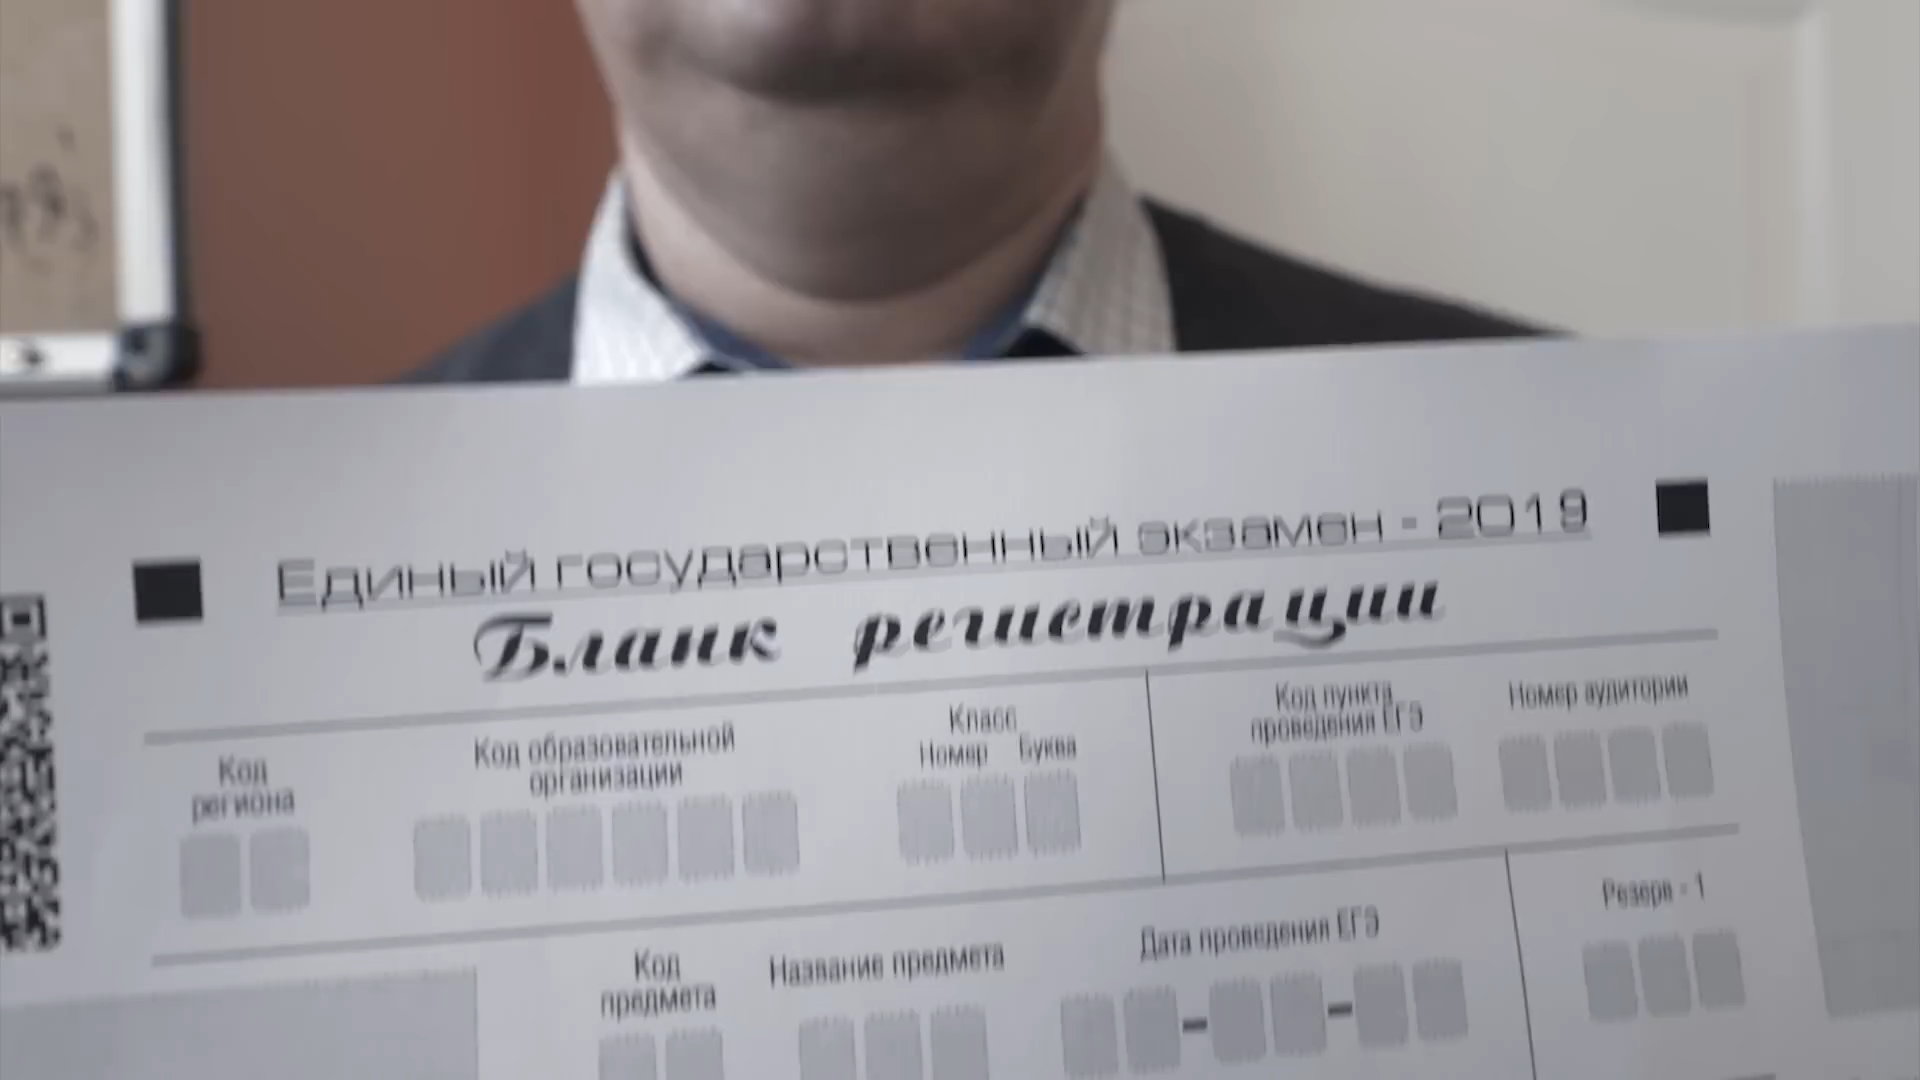 Единый государственный экзамен - 2019
Бланк регистрации
Код
региона
Код образовательной
организации
Класс
Номер Буква
Код пункта
проведения ЕГЭ
Номер аудитории
Код
предмета
Название предмета
Дата проведения ЕГЭ
Резерв - 1